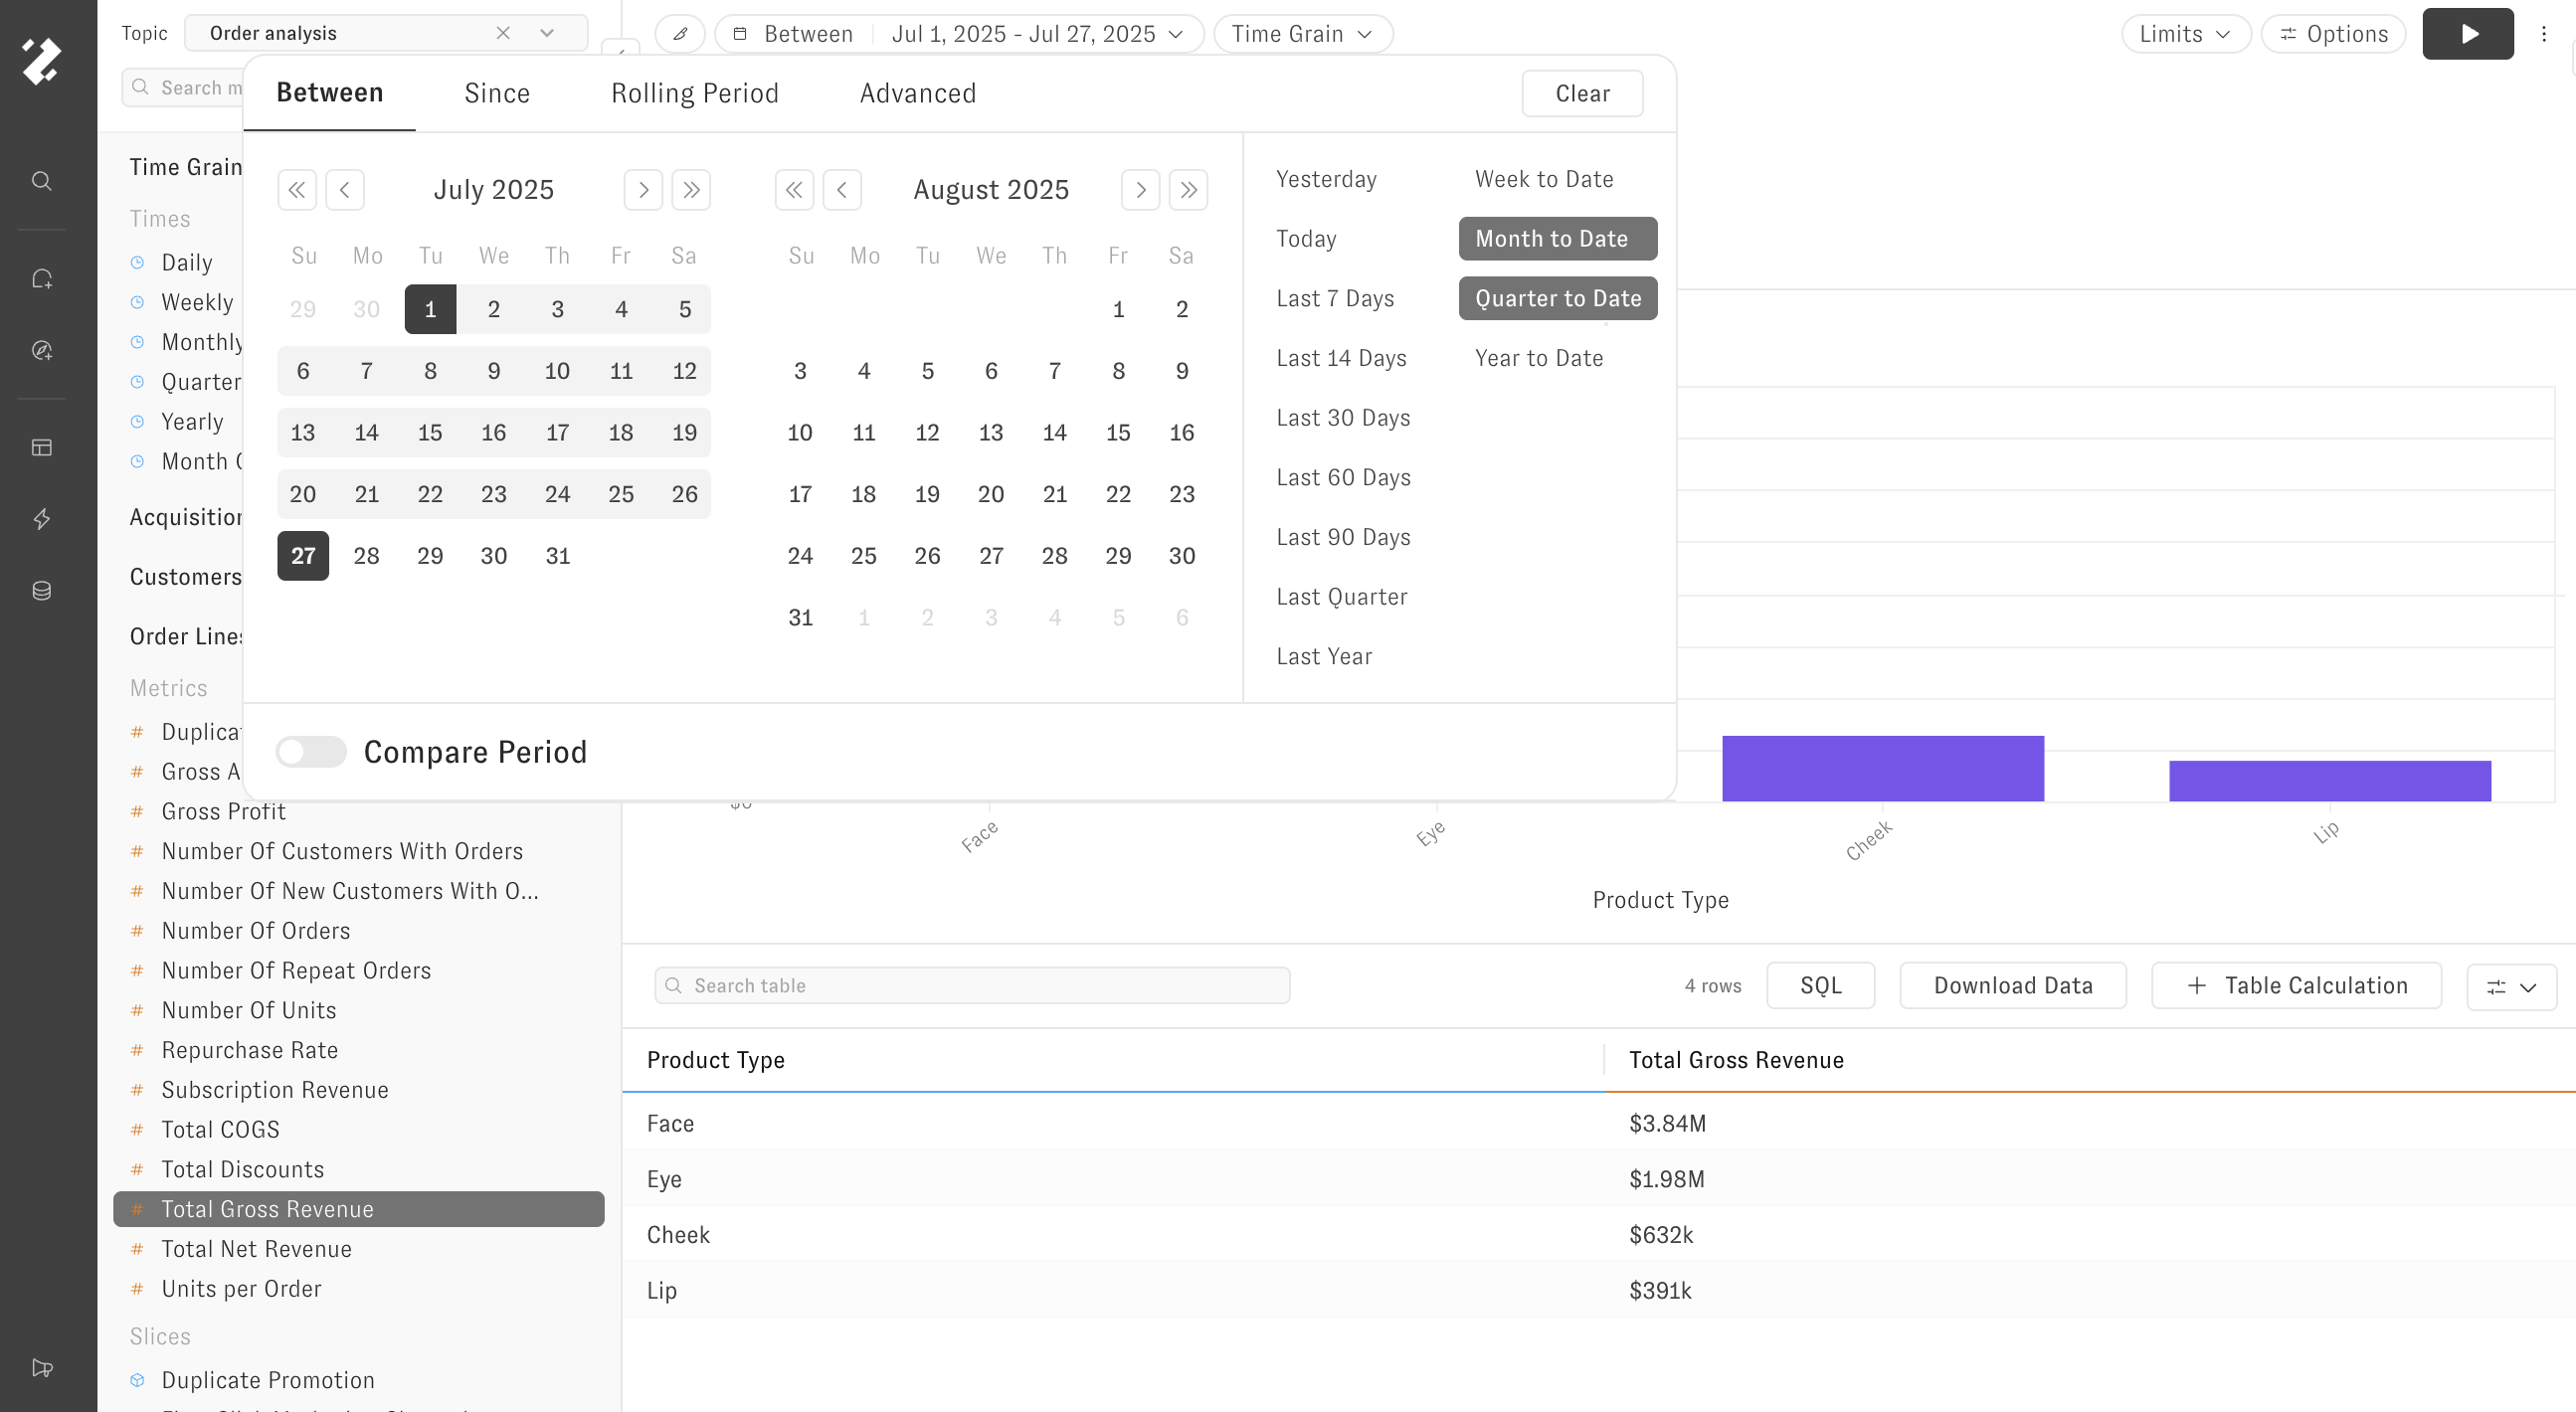 Topic
Order analysis
Between
Jul 1, 2025 - Jul 27, 2025
Time Grain
Limits
Options
Search m
Between
Since
Rolling Period
Advanced
Clear
Time Grain
Times
Daily
Weekly
Monthly
Quarter
Yearly
Month
Acquisition
Customers
Order Lines
Metrics
Duplicat
Gross A
Gross Profit
Number Of Customers With Orders
Number Of New Customers With O...
Number Of Orders
Number Of Repeat Orders
Number Of Units
Repurchase Rate
Subscription Revenue
Total COGS
Total Discounts
Total Gross Revenue
Total Net Revenue
Units per Order
Slices
Duplicate Promotion
July 2025
Su Mo Tu We Th Fr Sa
29 30 1 2 3 4 5
6 7 8 9 10 11 12
13 14 15 16 17 18 19
20 21 22 23 24 25 26
27 28 29 30 31
August 2025
Su Mo Tu We Th Fr Sa
1 2
3 4 5 6 7 8 9
10 11 12 13 14 15 16
17 18 19 20 21 22 23
24 25 26 27 28 29 30
31 1 2 3 4 5 6
Yesterday
Today
Last 7 Days
Last 14 Days
Last 30 Days
Last 60 Days
Last 90 Days
Last Quarter
Last Year
Week to Date
Month to Date
Quarter to Date
Year to Date
Compare Period
$0
Face
Eye
Cheek
Lip
Product Type
Search table
4 rows
SQL
Download Data
+ Table Calculation
Product Type Total Gross Revenue
Face $3.84M
Eye $1.98M
Cheek $632k
Lip $391k